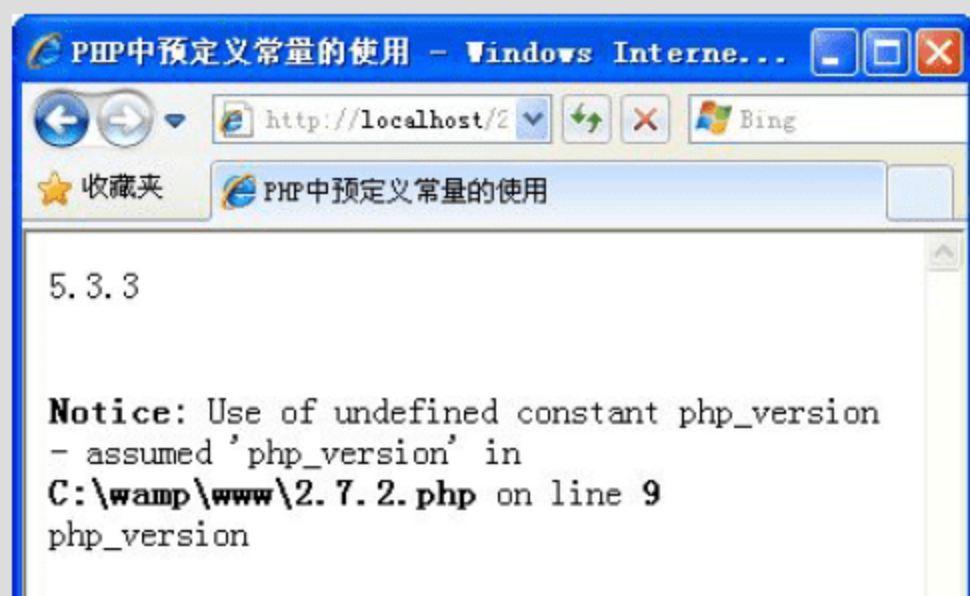 PHP中预定义常量的使用 - Windows Interne...
http://localhost/2
Bing
收藏夹
PHP中预定义常量的使用
5.3.3
Notice: Use of undefined constant php_version
- assumed 'php_version' in
C:\wamp\www\2.7.2.php on line 9
php_version